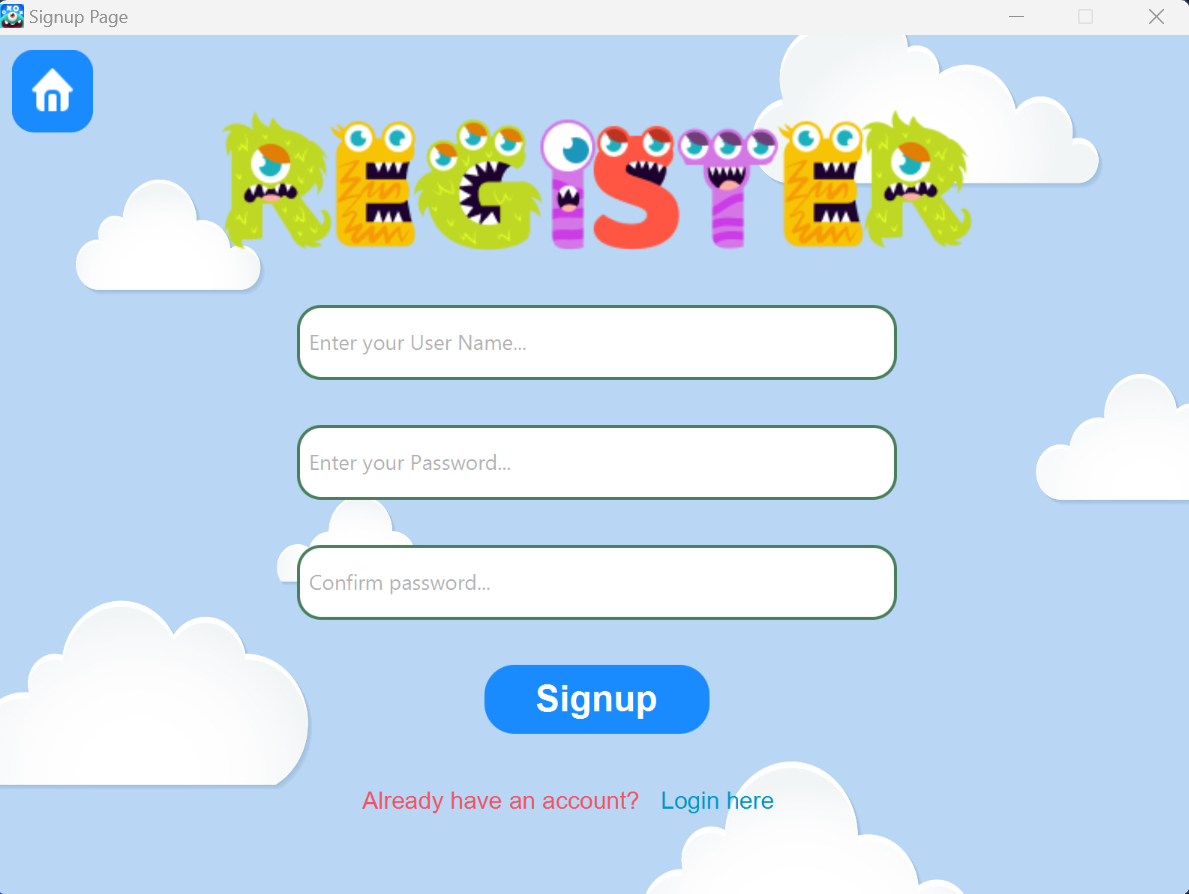 Signup Page
REGISTER
Enter your User Name...
Enter your Password...
Confirm password...
Signup
Already have an account? Login here